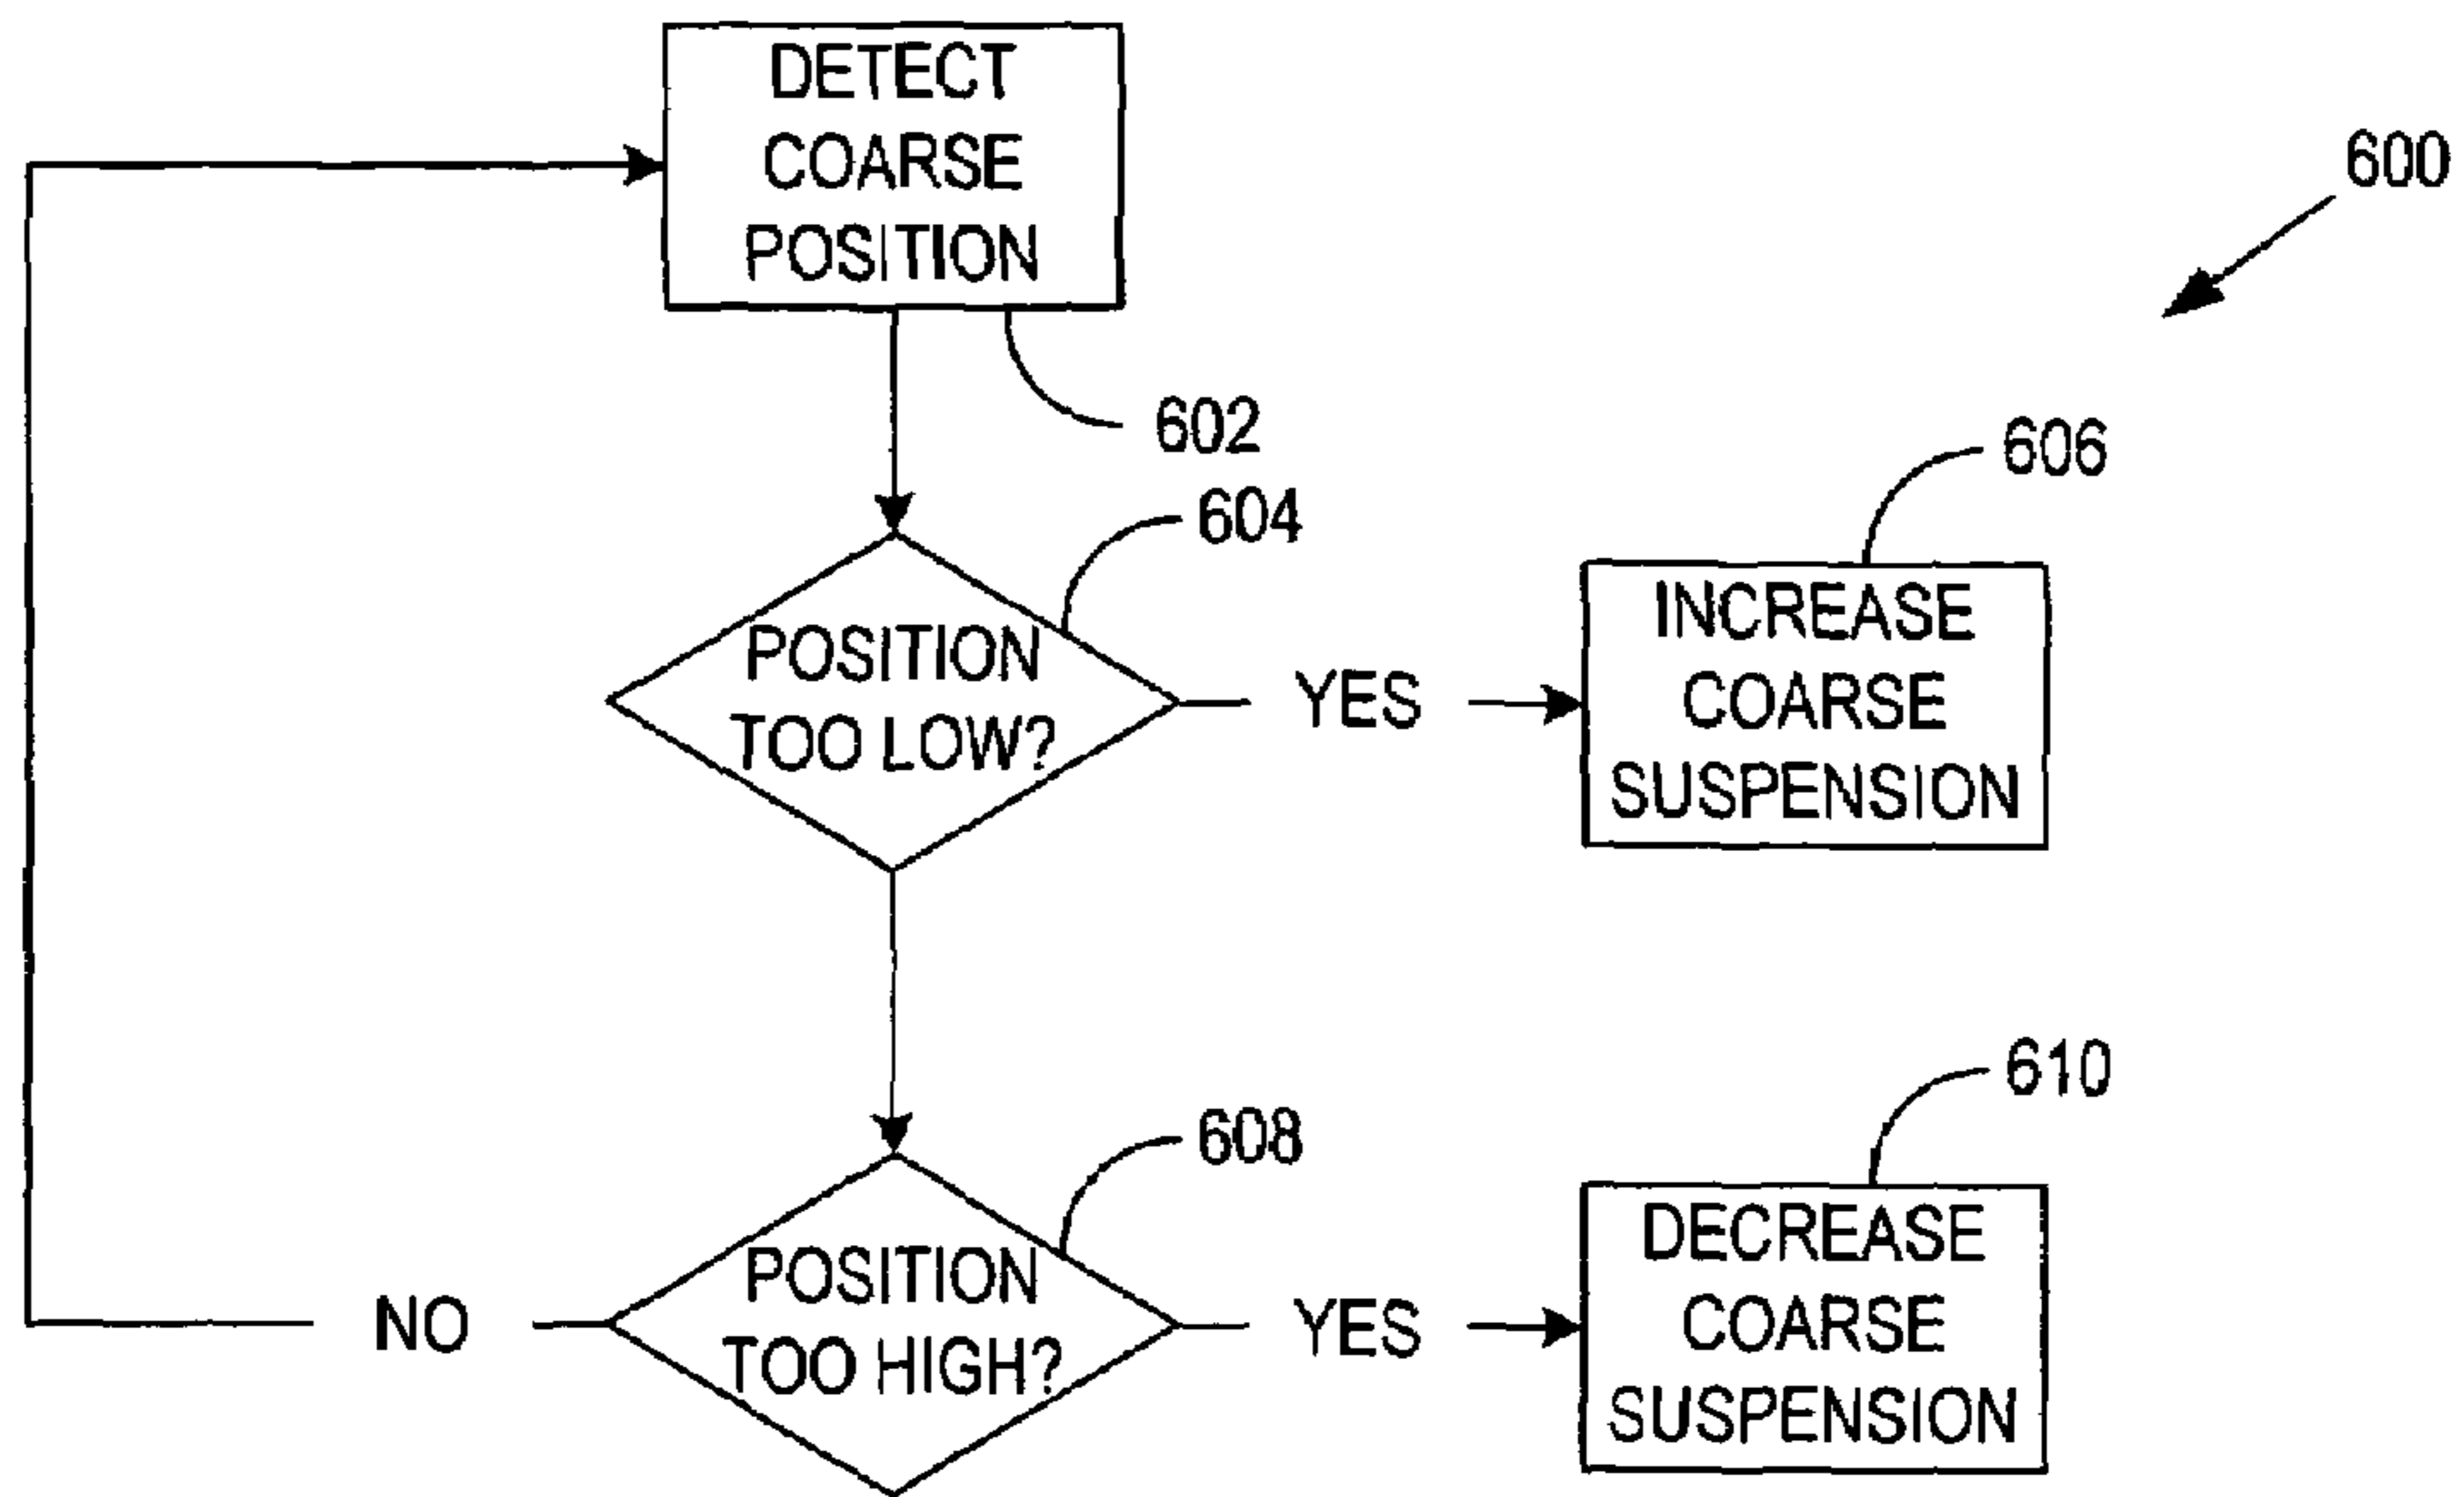 DETECT
COARSE
POSITION
600
602
604
606
POSITION
TOO LOW?
YES
INCREASE
COARSE
SUSPENSION
608
610
POSITION
TOO HIGH?
NO
YES
DECREASE
COARSE
SUSPENSION